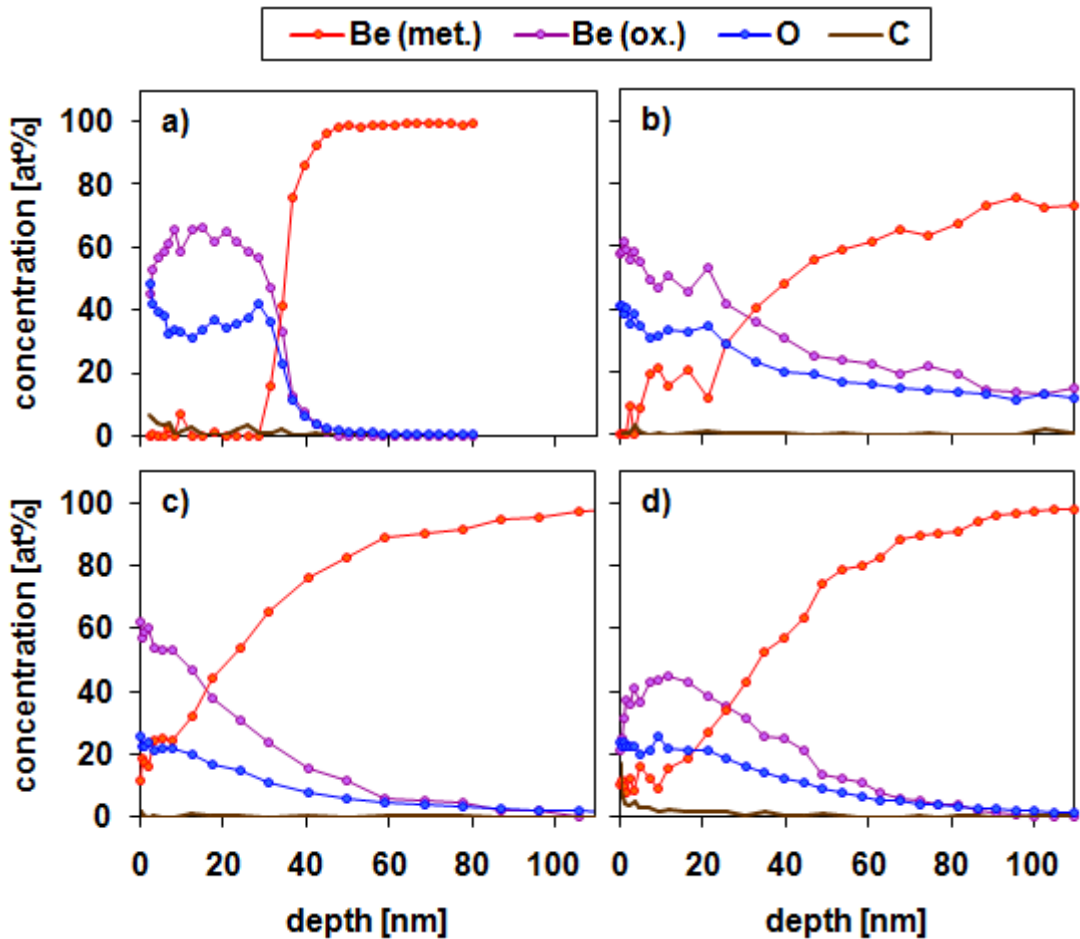 Be (met.) Be (ox.) O C
a) b)
concentration [at%]
100
80
60
40
20
0
c) d)
concentration [at%]
100
80
60
40
20
0
0 20 40 60 80 100 0 20 40 60 80 100
depth [nm] depth [nm]